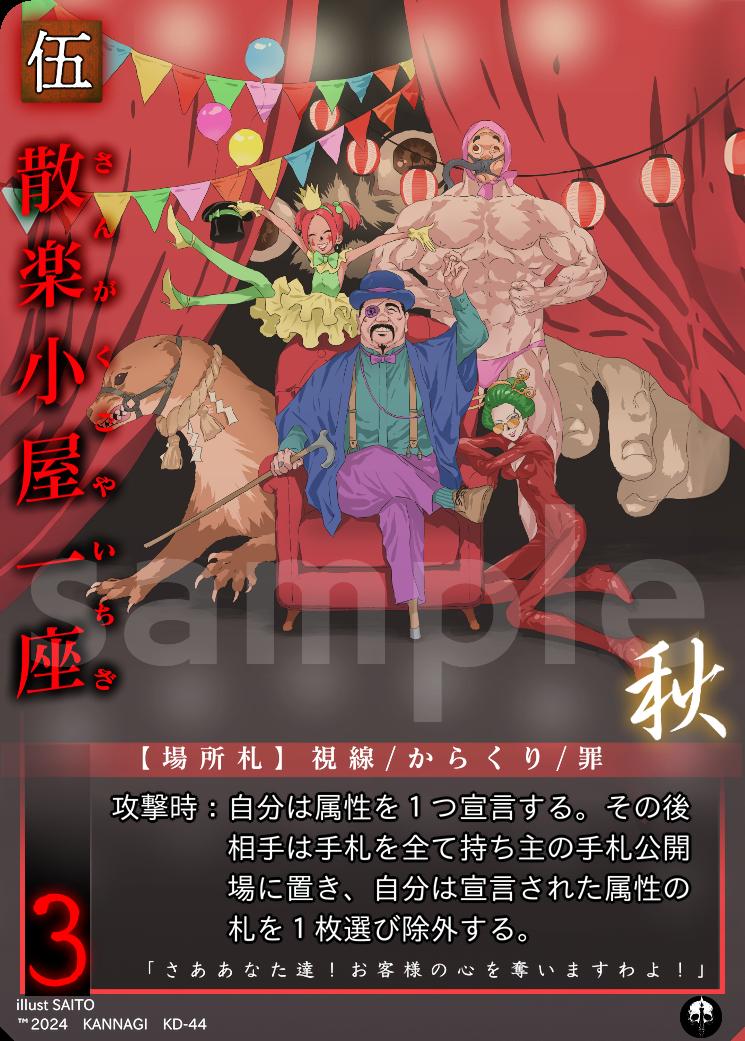 伍
散楽小屋一座
さんがくごやいちざ
sample
秋
【場所札】視線/からくり/罪
攻撃時：自分は属性を１つ宣言する。その後
相手は手札を全て持ち主の手札公開
場に置き、自分は宣言された属性の
札を１枚選び除外する。
「さああなた達！お客様の心を奪いますわよ！」
3
illust SAITO
™2024 KANNAGI KD-44